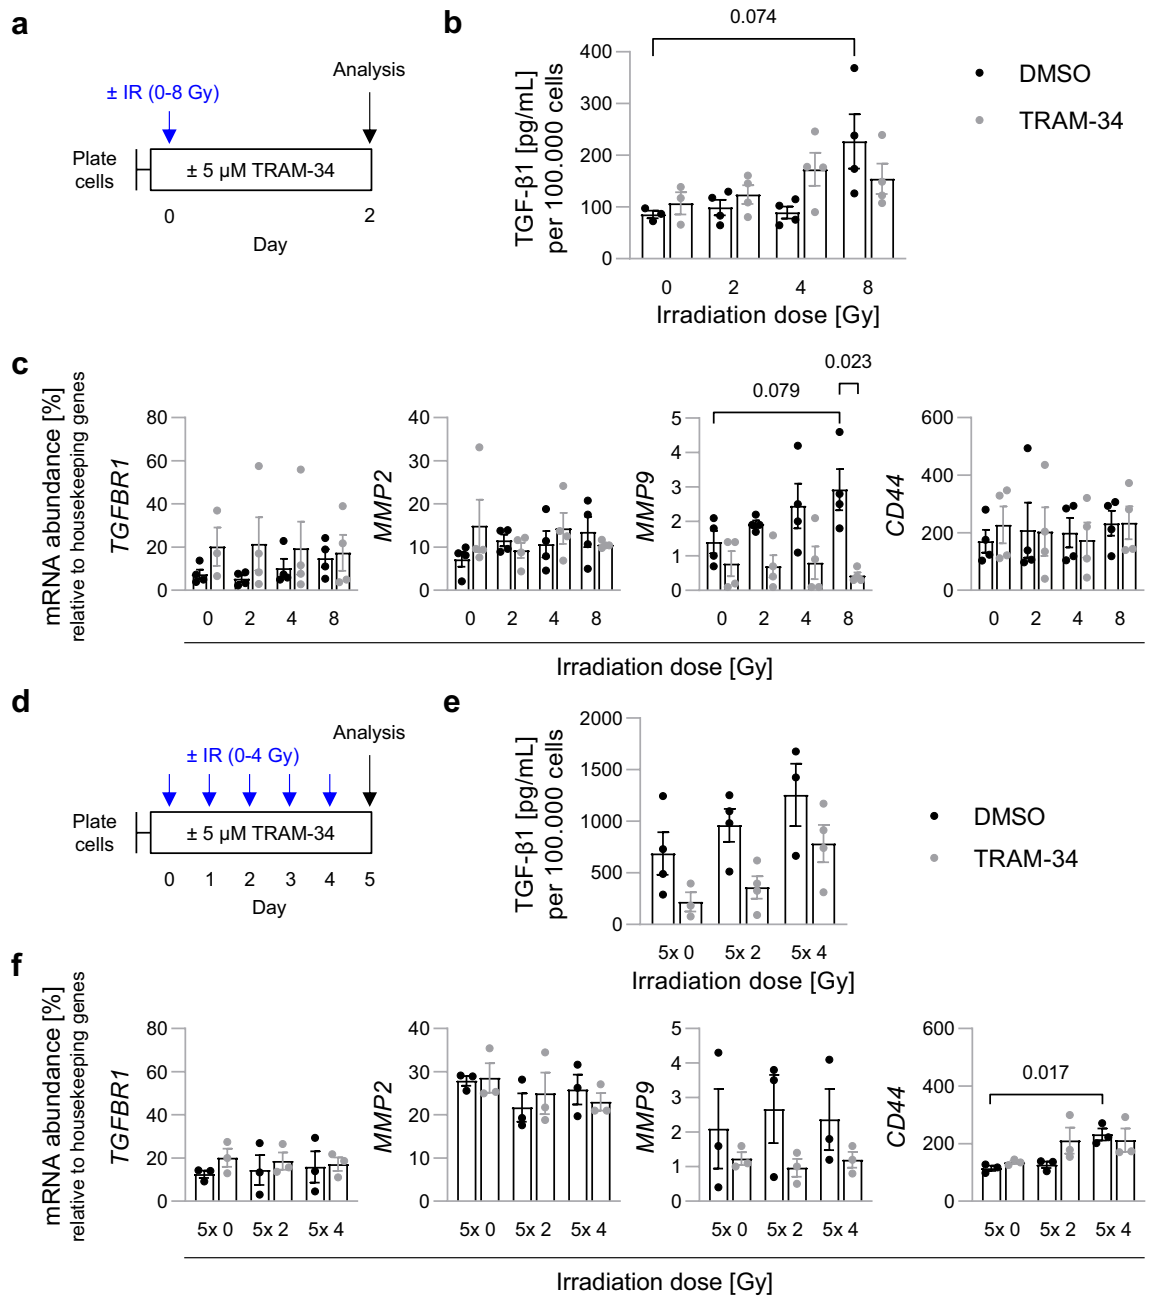 a
Analysis
± IR (0-8 Gy)
Plate
cells
± 5 µM TRAM-34
0
2
Day
b
0.074
TGF-β1 [pg/mL]
per 100.000 cells
400
300
200
100
0
0
2
4
8
Irradiation dose [Gy]
DMSO
TRAM-34
c
mRNA abundance [%]
relative to housekeeping genes
TGFBR1
80
60
40
20
0
0
2
4
8
MMP2
40
30
20
10
0
0
2
4
8
MMP9
0.079
0.023
5
4
3
2
1
0
0
2
4
8
CD44
600
400
200
0
0
2
4
8
Irradiation dose [Gy]
d
Analysis
± IR (0-4 Gy)
Plate
cells
± 5 µM TRAM-34
0
1
2
3
4
5
Day
e
TGF-β1 [pg/mL]
per 100.000 cells
2000
1500
1000
500
0
5x 0
5x 2
5x 4
Irradiation dose [Gy]
DMSO
TRAM-34
f
mRNA abundance [%]
relative to housekeeping genes
TGFBR1
80
60
40
20
0
5x 0
5x 2
5x 4
MMP2
40
30
20
10
0
5x 0
5x 2
5x 4
MMP9
5
4
3
2
1
0
5x 0
5x 2
5x 4
CD44
0.017
600
400
200
0
5x 0
5x 2
5x 4
Irradiation dose [Gy]